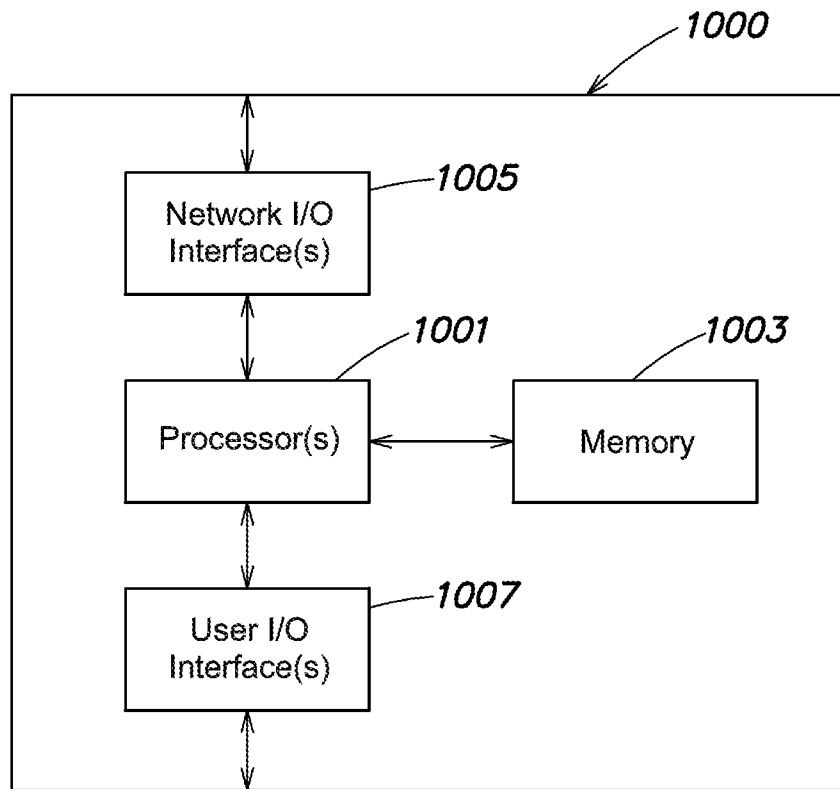 1000
1005
Network I/O
Interface(s)
1001
1003
Processor(s)
Memory
1007
User I/O
Interface(s)